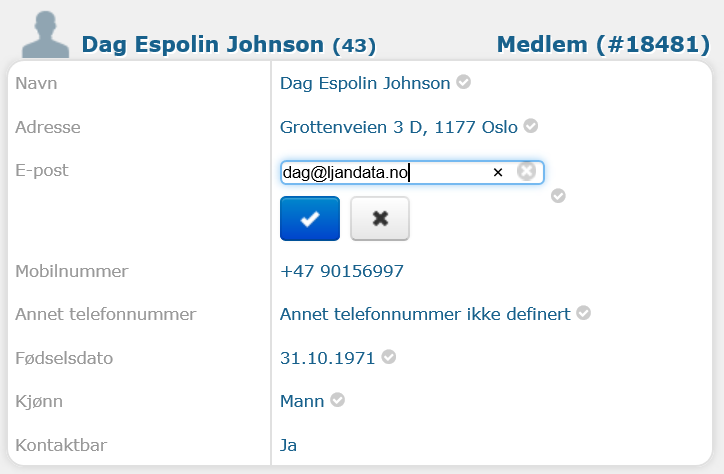 Dag Espolin Johnson (43) Medlem (#18481)
Navn Dag Espolin Johnson
Adresse Grottenveien 3 D, 1177 Oslo
E-post dag@ljandata.no
Mobilnummer +47 90156997
Annet telefonnummer Annet telefonnummer ikke definert
Fødselsdato 31.10.1971
Kjønn Mann
Kontaktbar Ja